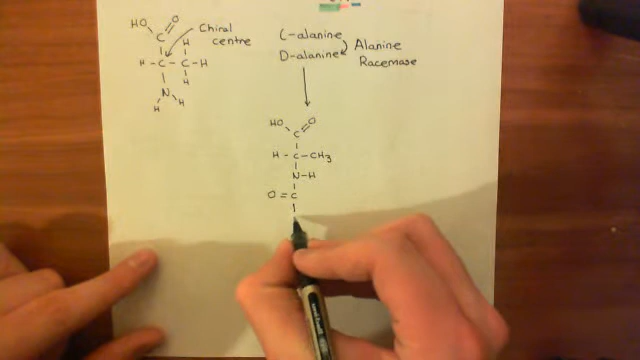 HO O
C
H
H-C-C-H
H
N
H H
Chiral
centre
L-alanine
D-alanine
Alanine
Racemase
HO O
C
H-C-CH3
N-H
O=C